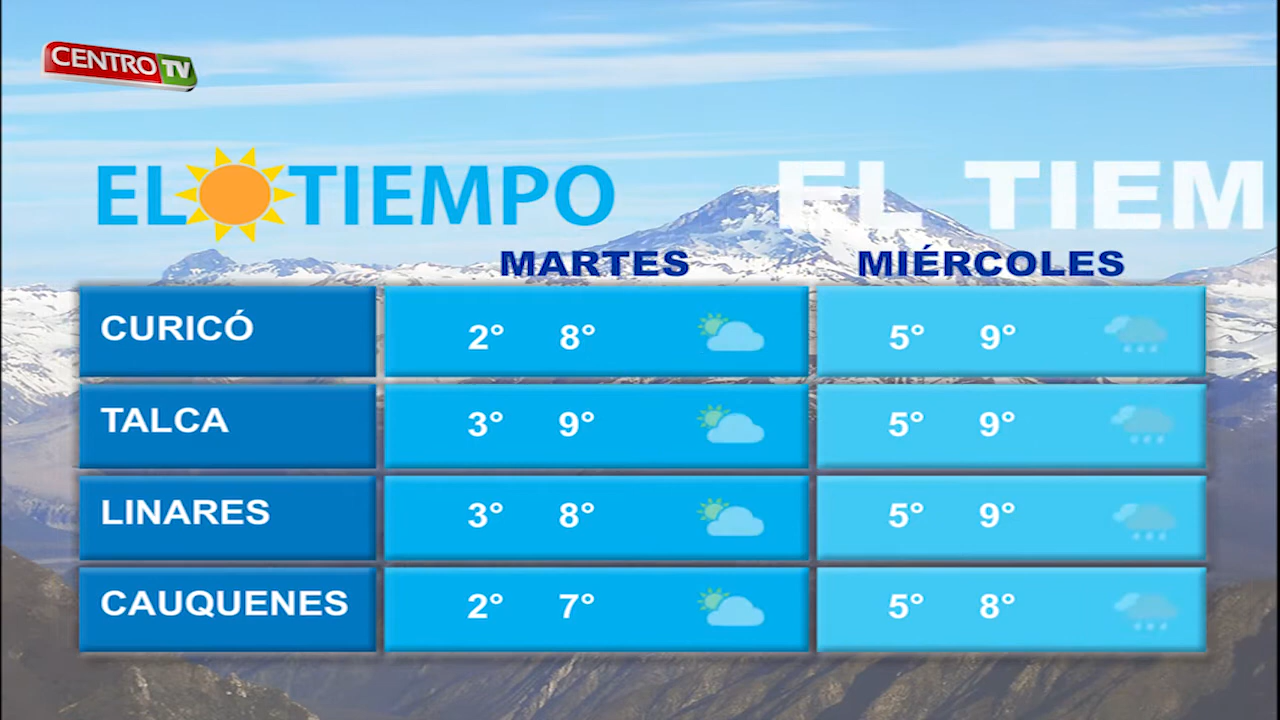 CENTRO TV
EL TIEMPO
EL TIEM
MARTES MIÉRCOLES
CURICÓ 2° 8° 5° 9°
TALCA 3° 9° 5° 9°
LINARES 3° 8° 5° 9°
CAUQUENES 2° 7° 5° 8°